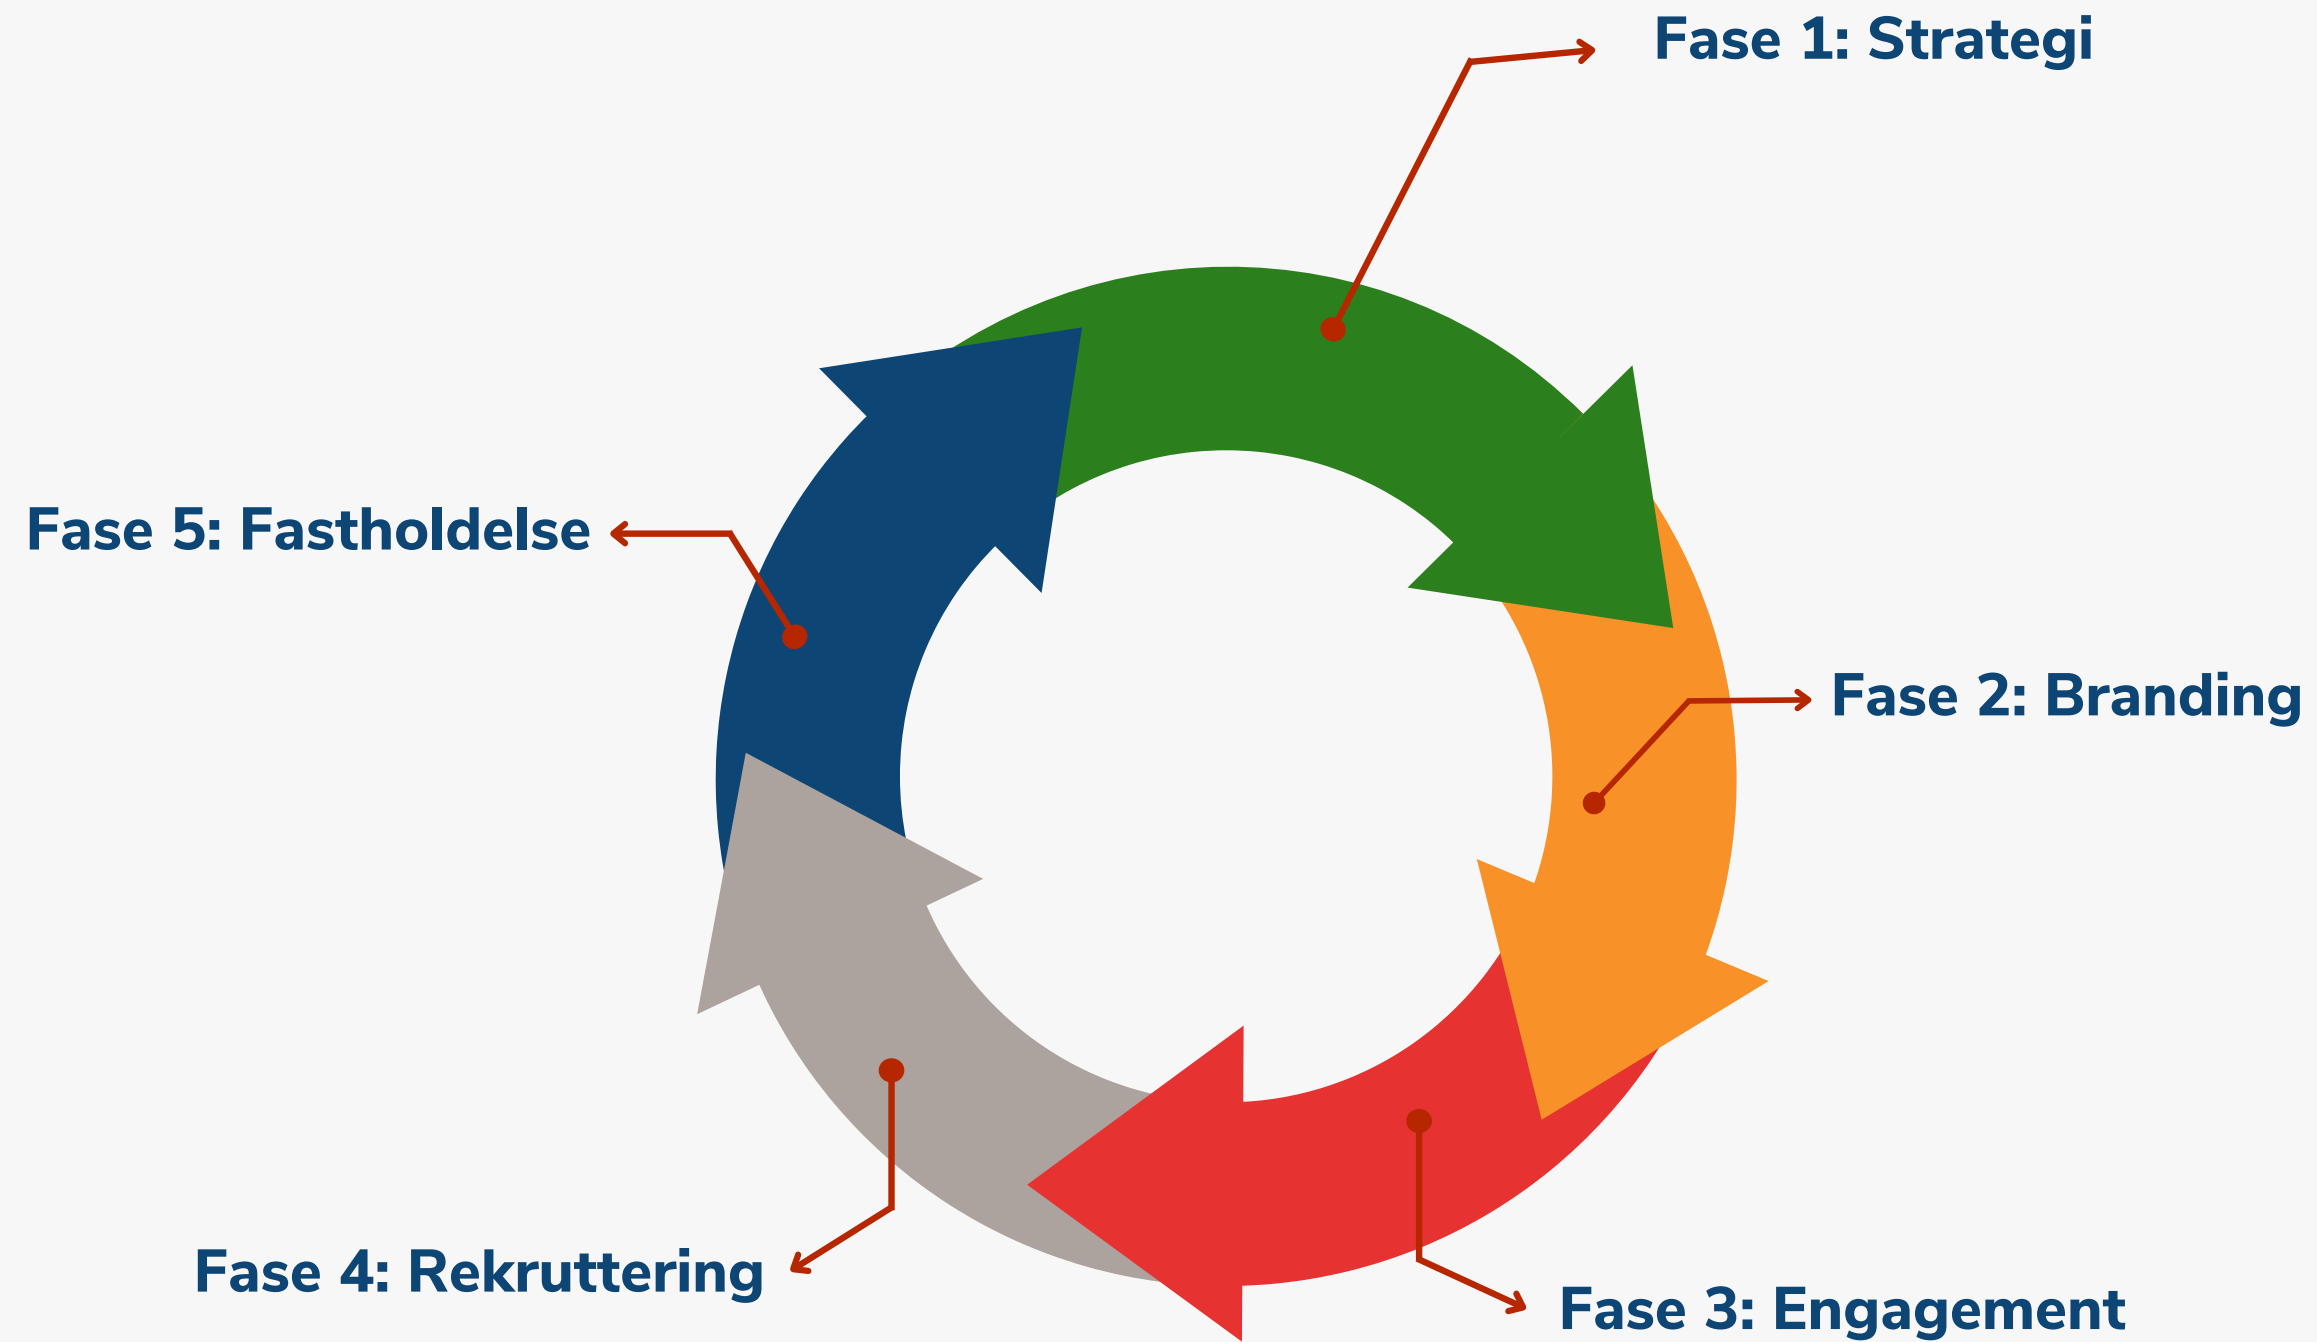 Fase 1: Strategi
Fase 2: Branding
Fase 3: Engagement
Fase 4: Rekruttering
Fase 5: Fastholdelse